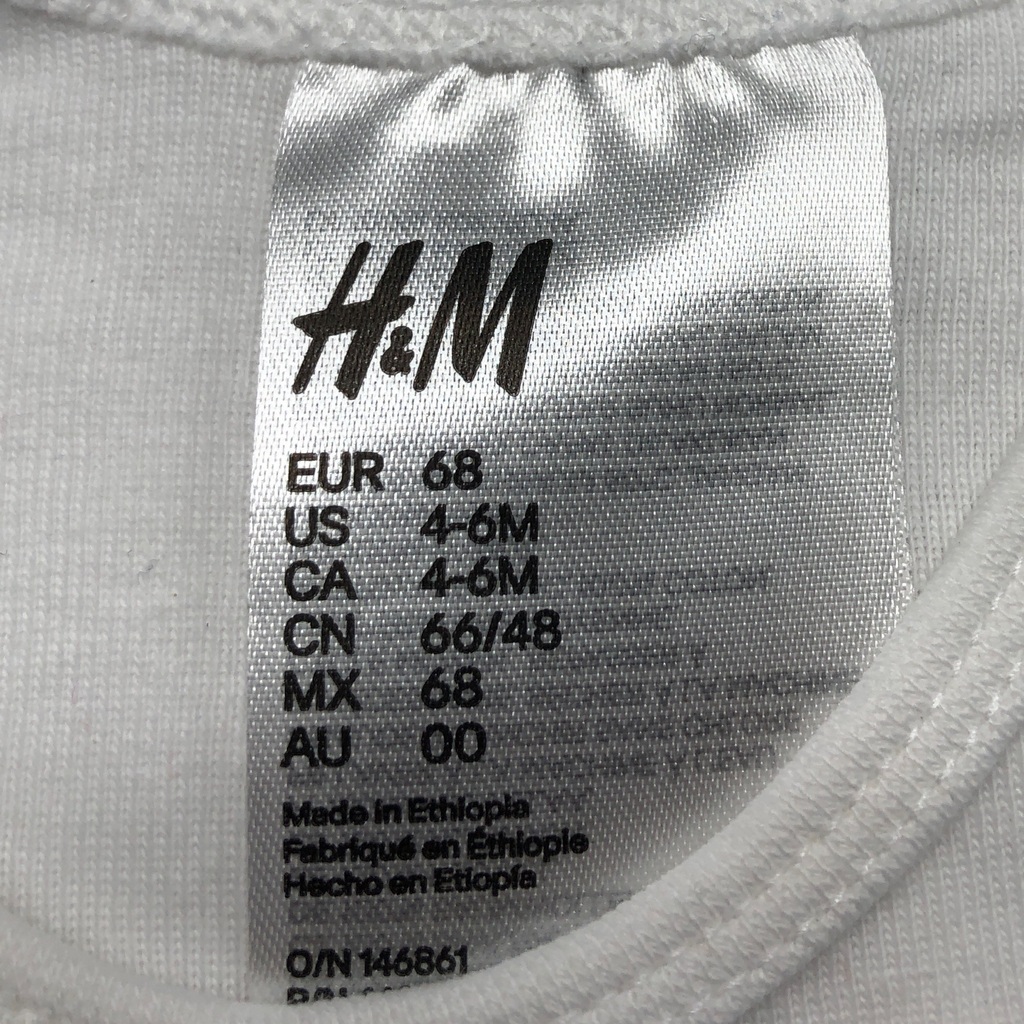 H&M
EUR 68
US 4-6M
CA 4-6M
CN 66/48
MX 68
AU 00
Made in Ethiopia
Fabriqué en Éthiopie
Hecho en Etiopía
O/N 146861